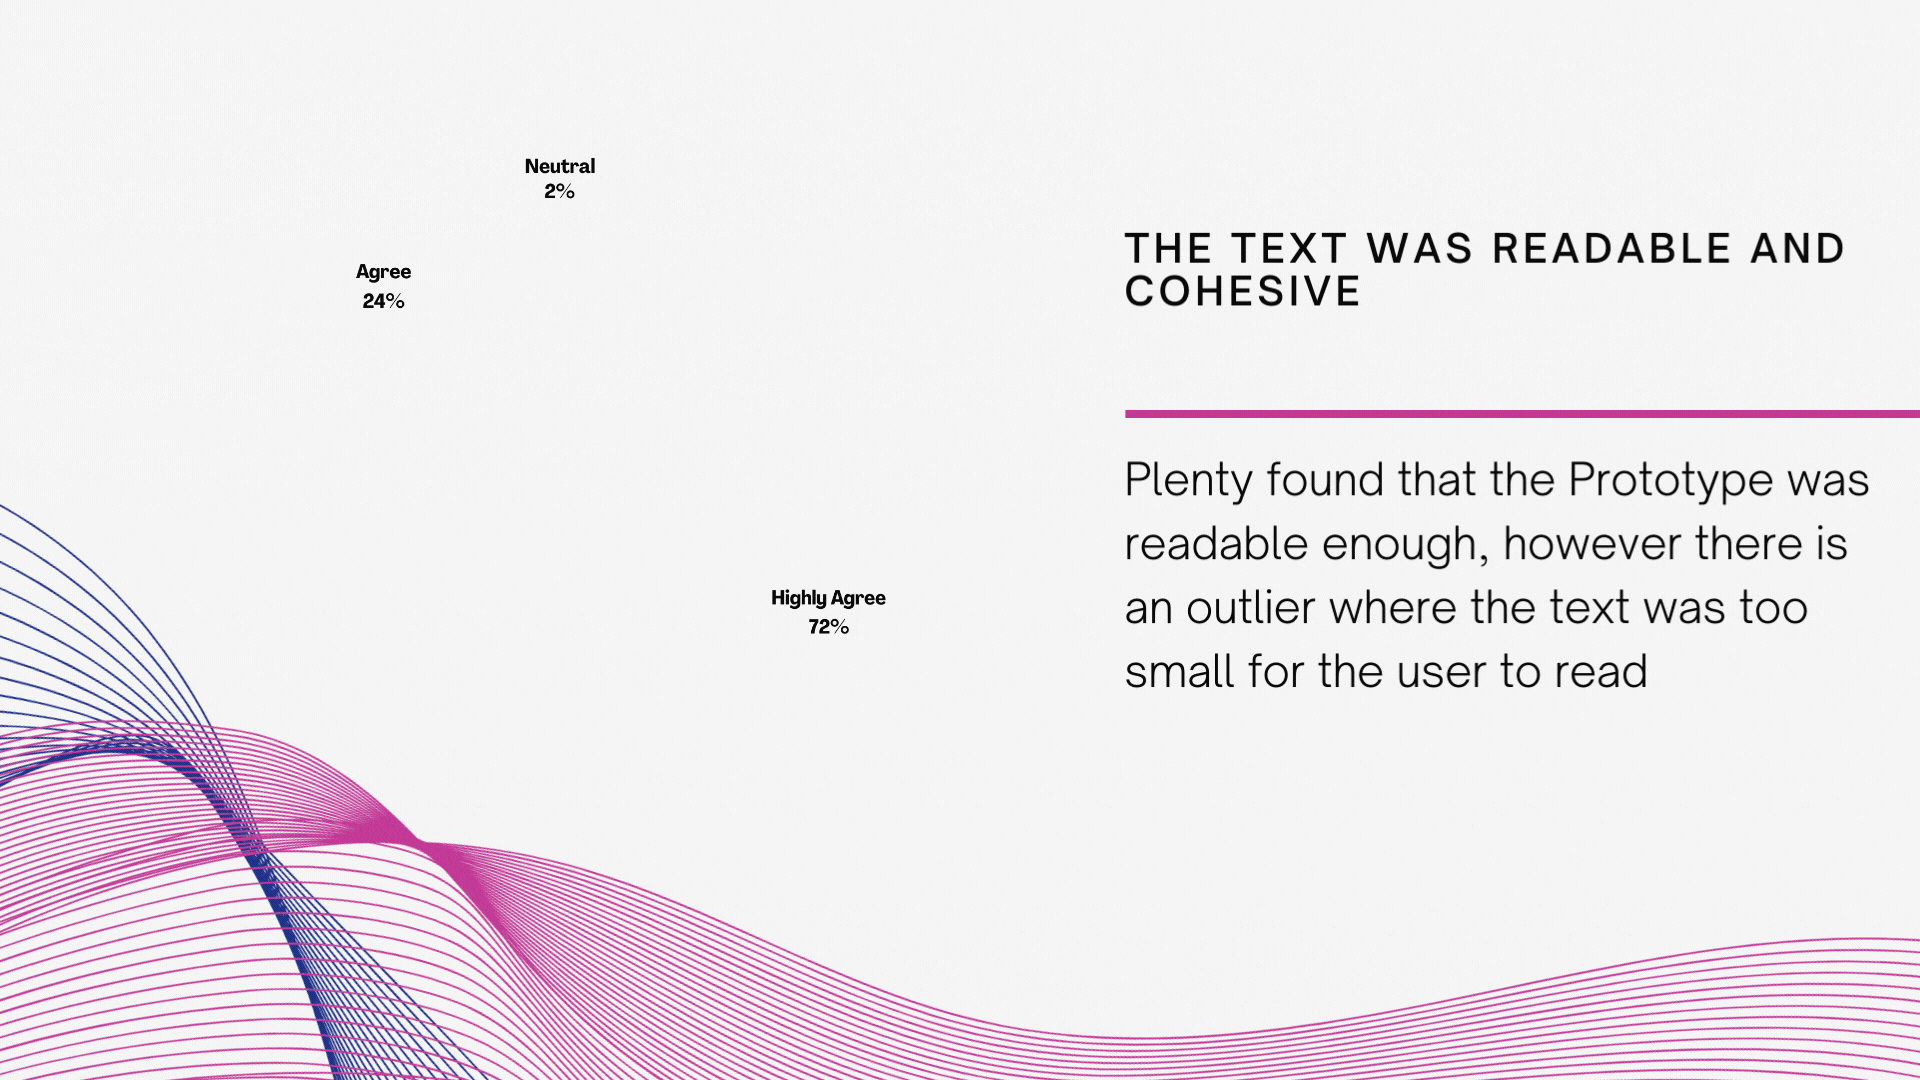 Neutral
2%
Agree
24%
Highly Agree
72%
THE TEXT WAS READABLE AND
COHESIVE
Plenty found that the Prototype was
readable enough, however there is
an outlier where the text was too
small for the user to read